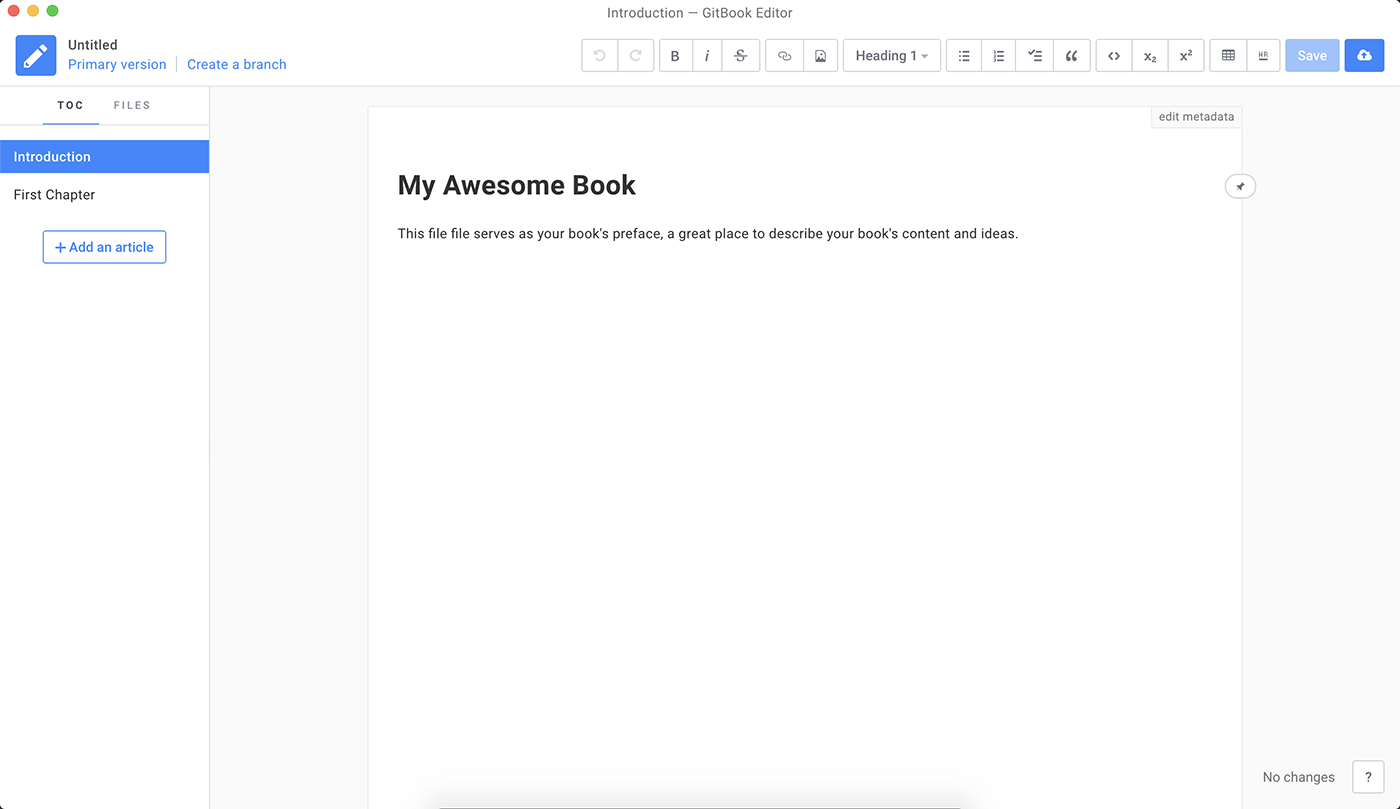 Introduction — GitBook Editor
Untitled
Primary version
Create a branch
B
i
S
Heading 1
x2
x²
HR
Save
TOC
FILES
Introduction
First Chapter
+ Add an article
edit metadata
My Awesome Book
This file file serves as your book's preface, a great place to describe your book's content and ideas.
No changes
?